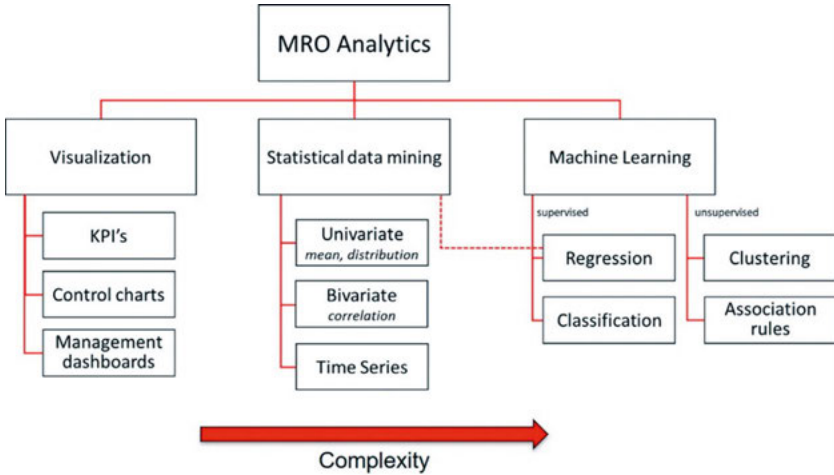 MRO Analytics
Visualization
Statistical data mining
Machine Learning
supervised
unsupervised
KPI's
Control charts
Management
dashboards
Univariate
mean, distribution
Bivariate
correlation
Time Series
Regression
Classification
Clustering
Association
rules
Complexity